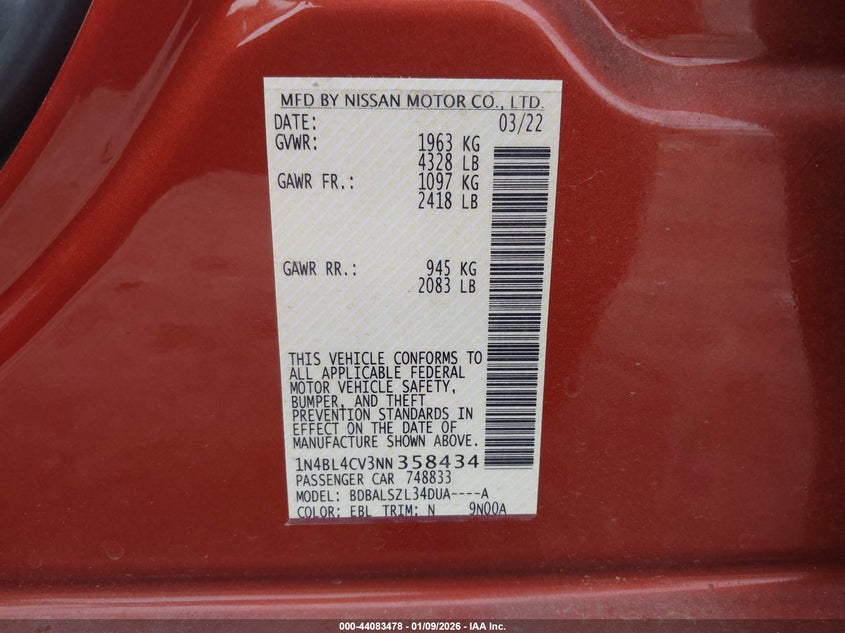 MFD BY NISSAN MOTOR CO., LTD.
DATE: 03/22
GVWR: 1963 KG
4328 LB
GAWR FR.: 1097 KG
2418 LB
GAWR RR.: 945 KG
2083 LB
THIS VEHICLE CONFORMS TO
ALL APPLICABLE FEDERAL
MOTOR VEHICLE SAFETY,
BUMPER, AND THEFT
PREVENTION STANDARDS IN
EFFECT ON THE DATE OF
MANUFACTURE SHOWN ABOVE.
1N4BL4CV3NN358434
PASSENGER CAR 748833
MODEL: BDBALSZL34DUA----A
COLOR: EBL TRIM: N 9N00A
000-44083478 - 01/09/2026 - IAA Inc.